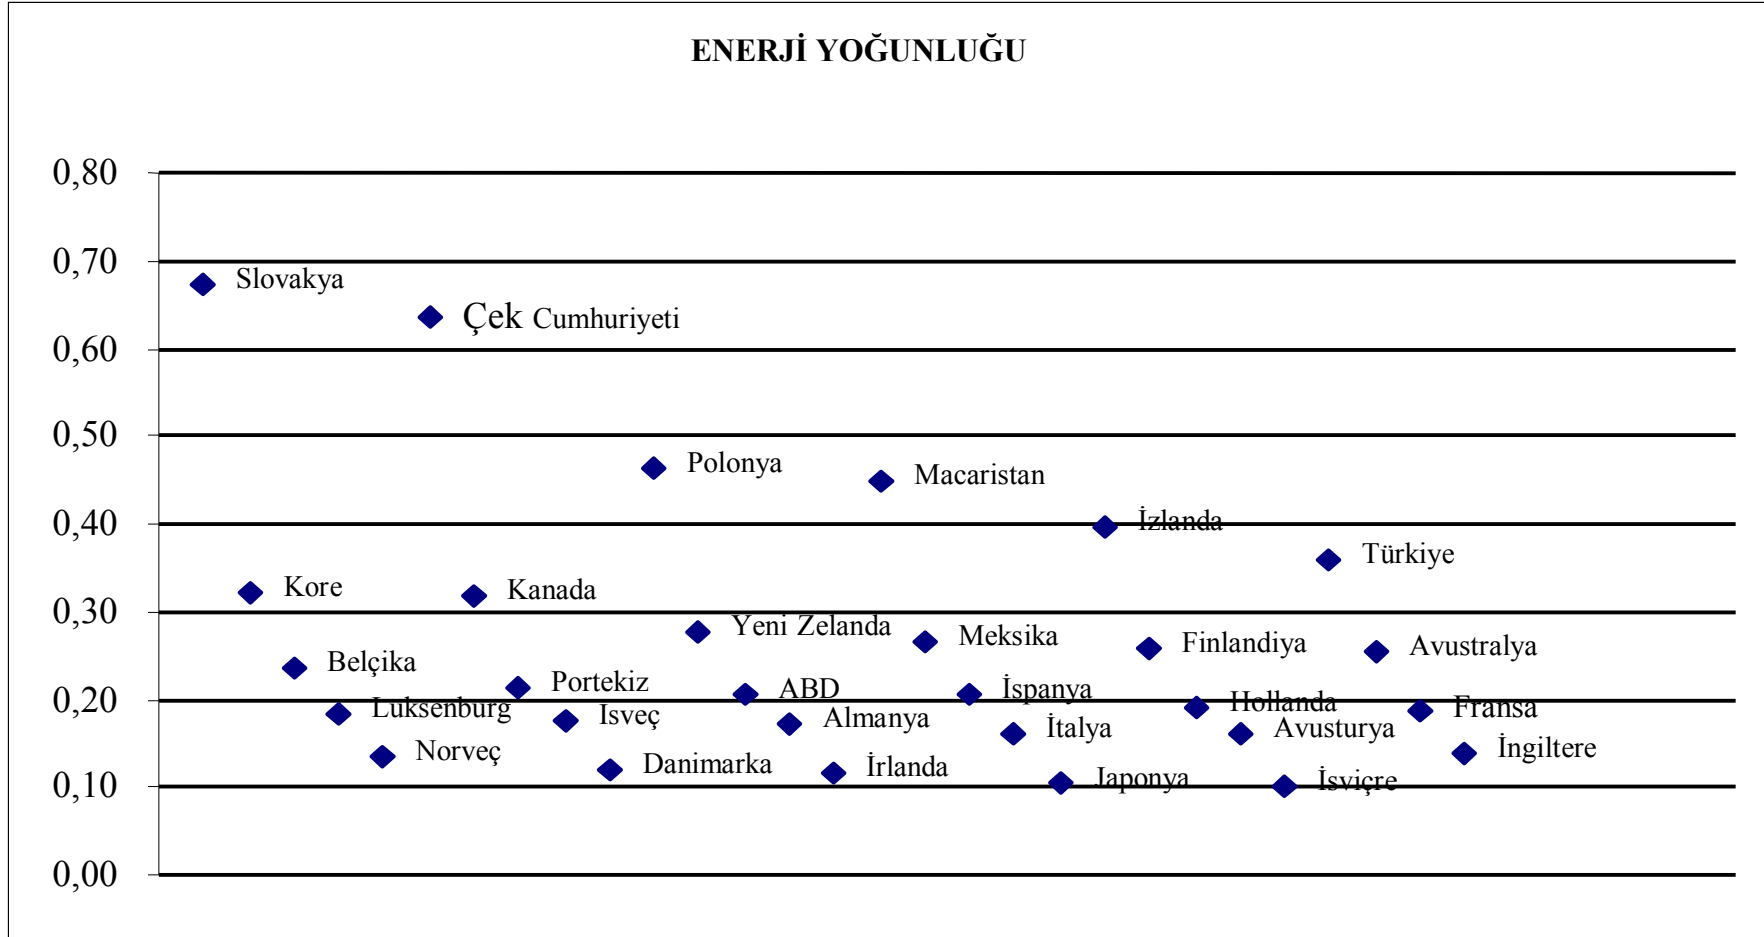 ENERJİ YOĞUNLUĞU
0,80
0,70
Slovakya
Çek Cumhuriyeti
0,60
0,50
Polonya
Macaristan
0,40
İzlanda
Türkiye
Kore
Kanada
0,30
Yeni Zelanda
Meksika
Finlandiya
Avustralya
Belçika
Portekiz
ABD
İspanya
0,20
Hollanda
Fransa
Luksenburg
Isveç
Almanya
İtalya
Avusturya
Norveç
İngiltere
Danimarka
İrlanda
Japonya
İsviçre
0,10
0,00